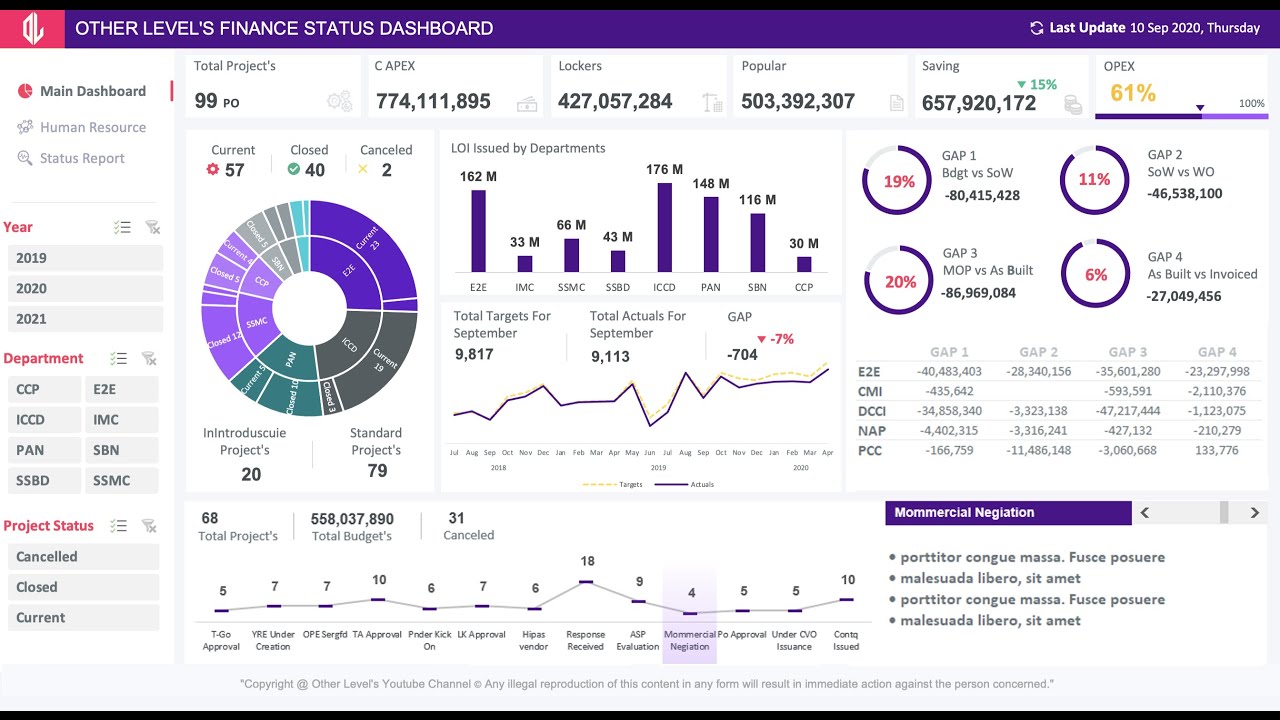 OTHER LEVEL'S FINANCE STATUS DASHBOARD
Last Update 10 Sep 2020, Thursday
Main Dashboard
Human Resource
Status Report
Year
2019
2020
2021
Department
CCP E2E
ICCD IMC
PAN SBN
SSBD SSMC
Project Status
Cancelled
Closed
Current
Total Project's
99 PO
C APEX
774,111,895
Lockers
427,057,284
Popular
503,392,307
Saving
15%
657,920,172
OPEX
61%
100%
Current Closed Canceled
57 40 2
Current 23
E2E
ICCD
Current 19
Closed 3
PAN
Closed 10
Current 5
SSMC
Closed 12
CCP
Closed 5
Current 2
SBN
Closed 5
InIntroduscuie Project's
20
Standard Project's
79
LOI Issued by Departments
162 M 33 M 66 M 43 M 176 M 148 M 116 M 30 M
E2E IMC SSMC SSBD ICCD PAN SBN CCP
Total Targets For September
9,817
Total Actuals For September
9,113
GAP
-7%
-704
Jul Aug Sep Oct Nov Dec Jan Feb Mar Apr May Jun Jul Aug Sep Oct Nov Dec Jan Feb Mar Apr
2018 2019 2020
Targets Actuals
19%
GAP 1
Bdgt vs SoW
-80,415,428
11%
GAP 2
SoW vs WO
-46,538,100
20%
GAP 3
MOP vs As Built
-86,969,084
6%
GAP 4
As Built vs Invoiced
-27,049,456
GAP 1 GAP 2 GAP 3 GAP 4
E2E -40,483,403 -28,340,156 -35,601,280 -23,297,998
CMI -435,642 -593,591 -2,110,376
DCCI -34,858,340 -3,323,138 -47,217,444 -1,123,075
NAP -4,402,315 -3,316,241 -427,132 -210,279
PCC -166,759 -11,486,148 -3,060,668 133,776
68 558,037,890 31
Total Project's Total Budget's Canceled
5 7 7 10 6 7 6 18 9 4 5 5 10
T-Go Approval
YRE Under Creation
OPE Sergfd
TA Approval
Pnder Kick On
LK Approval
Hipas vendor
Response Received
ASP Evaluation
Mommercial Negiation
Po Approval
Under CVO Issuance
Contq Issued
Mommercial Negiation
• porttitor congue massa. Fusce posuere
• malesuada libero, sit amet
• porttitor congue massa. Fusce posuere
• malesuada libero, sit amet
"Copyright @ Other Level's Youtube Channel © Any illegal reproduction of this content in any form will result in immediate action against the person concerned."